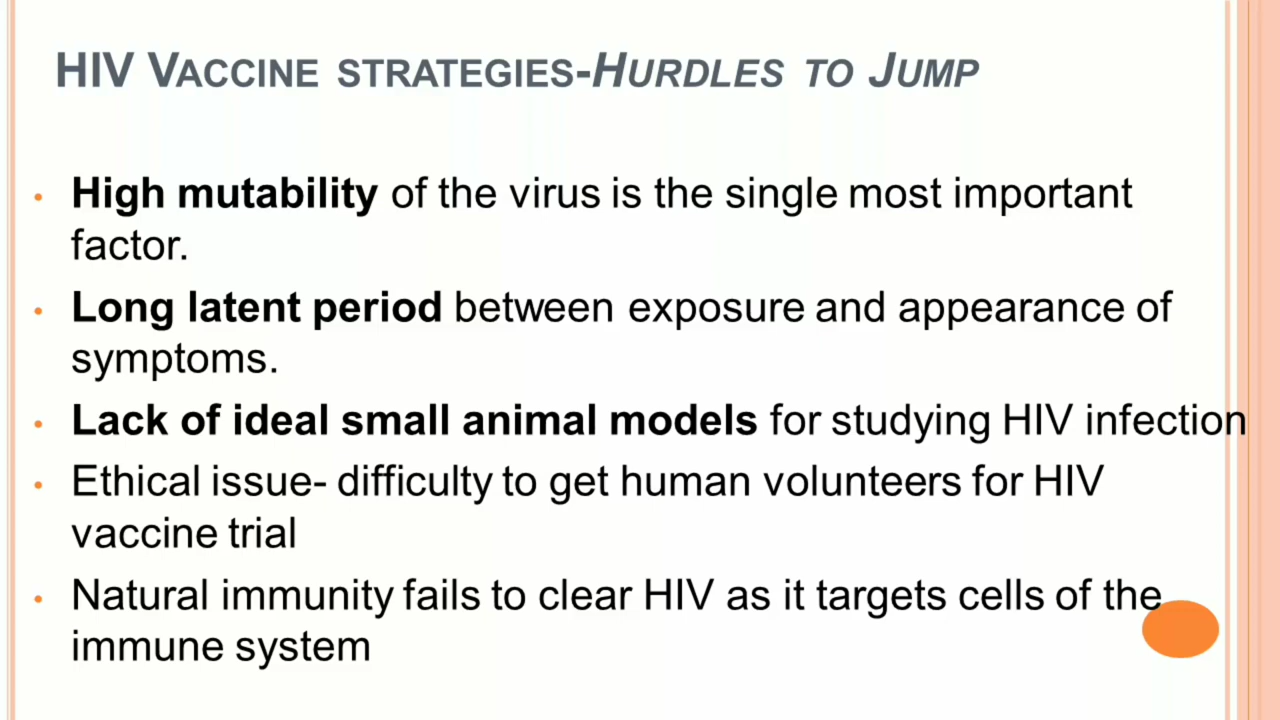 HIV VACCINE STRATEGIES-HURDLES TO JUMP
• High mutability of the virus is the single most important
factor.
• Long latent period between exposure and appearance of
symptoms.
• Lack of ideal small animal models for studying HIV infection
• Ethical issue- difficulty to get human volunteers for HIV
vaccine trial
• Natural immunity fails to clear HIV as it targets cells of the
immune system